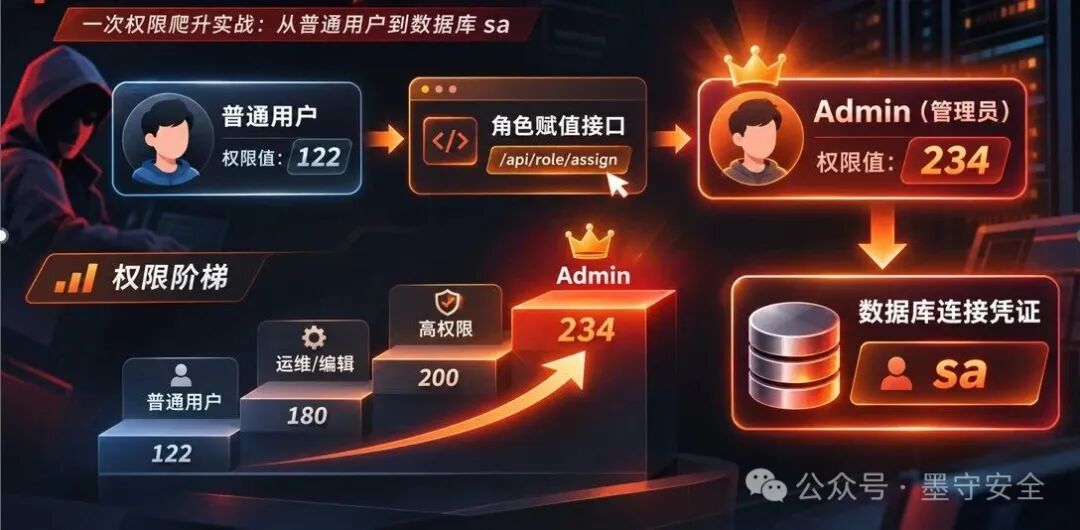 一次权限爬升实战：从普通用户到数据库 sa
普通用户
权限值：122
角色赋值接口
</>
/api/role/assign
Admin（管理员）
权限值：234
权限阶梯
Admin
234
高权限
200
运维/编辑
180
普通用户
122
数据库连接凭证
sa
公众号 · 墨守安全